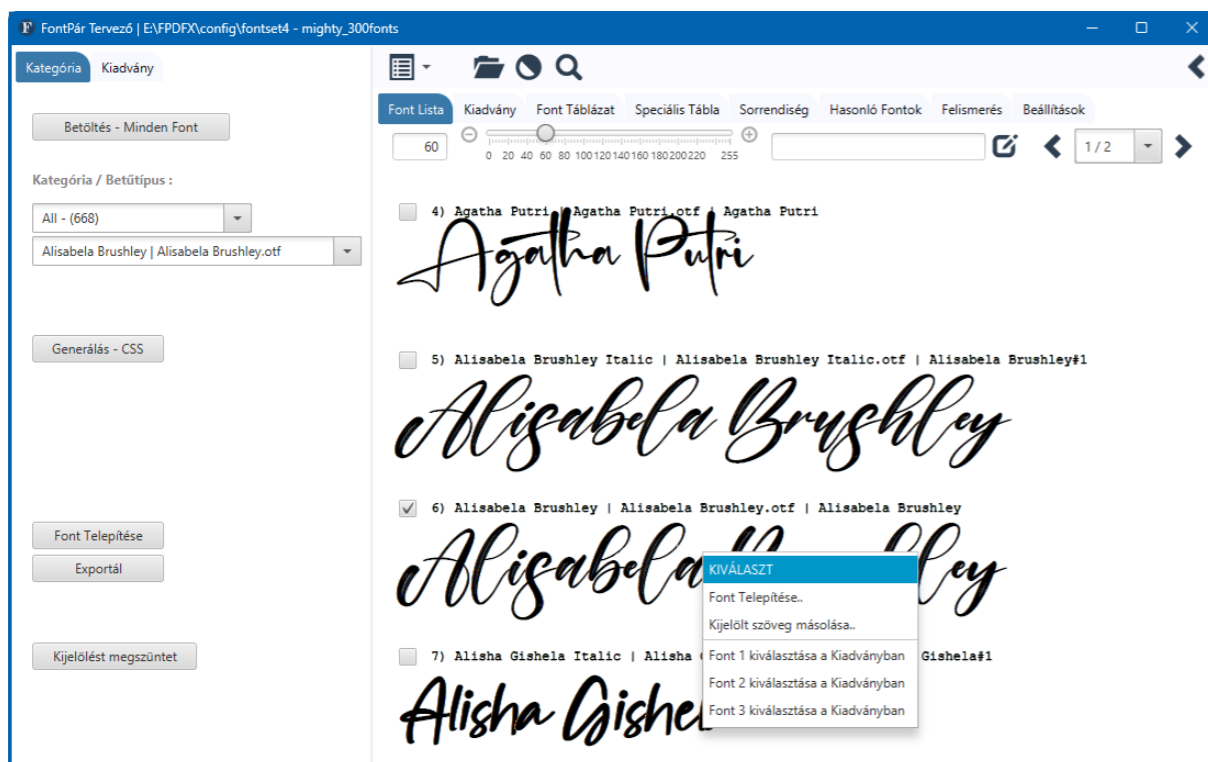 FontPár Tervező | E:\FPDFX\config\fontset4 - mighty_300fonts
Kategória Kiadvány
Betöltés - Minden Font
Kategória / Betűtípus :
All - (668)
Alisabela Brushley | Alisabela Brushley.otf
Generálás - CSS
Font Telepítése
Exportál
Kijelölést megszüntet
Font Lista Kiadvány Font Táblázat Speciális Tábla Sorrendiség Hasonló Fontok Felismerés Beállítások
60
0 20 40 60 80 100 120 140 160 180 200 220 255
1 / 2
4) Agatha Putri | Agatha Putri.otf | Agatha Putri
Agatha Putri
5) Alisabela Brushley Italic | Alisabela Brushley Italic.otf | Alisabela Brushley#1
Alisabela Brushley
6) Alisabela Brushley | Alisabela Brushley.otf | Alisabela Brushley
Alisabela
ley
7) Alisha Gishela Italic | Alisha
Gishela#1
Alisha Gishel
KIVÁLASZT
Font Telepítése..
Kijelölt szöveg másolása..
Font 1 kiválasztása a Kiadványban
Font 2 kiválasztása a Kiadványban
Font 3 kiválasztása a Kiadványban